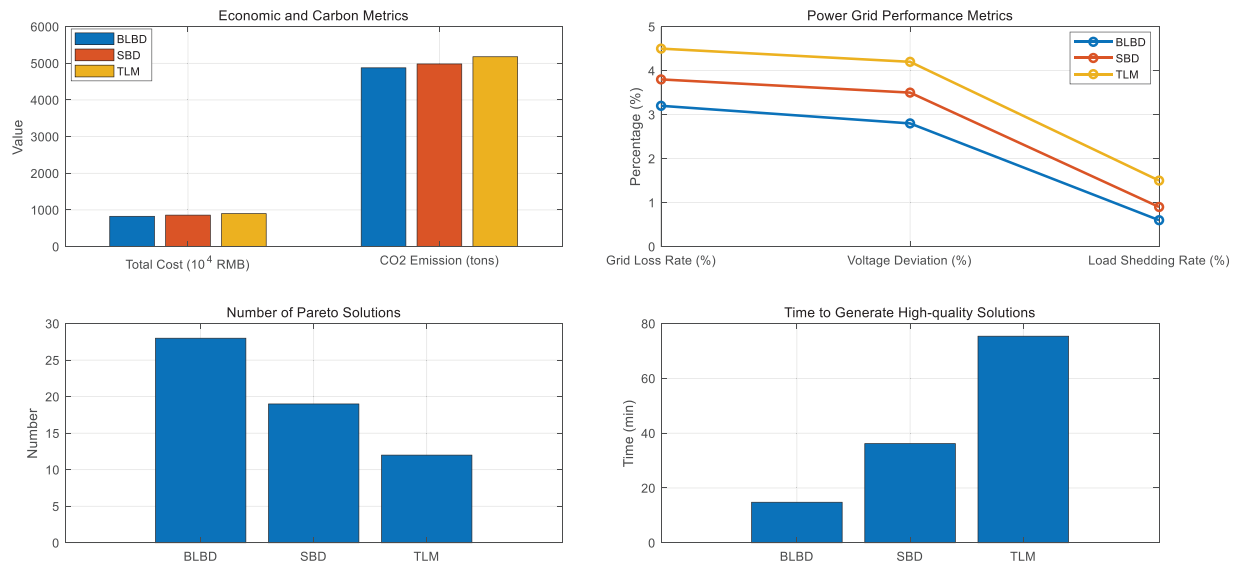 Economic and Carbon Metrics
6000
5000
4000
3000
2000
1000
0
Value
BLBD
SBD
TLM
Total Cost (10^4 RMB)
CO2 Emission (tons)
Power Grid Performance Metrics
5
4
3
2
1
0
Percentage (%)
BLBD
SBD
TLM
Grid Loss Rate (%)
Voltage Deviation (%)
Load Shedding Rate (%)
Number of Pareto Solutions
30
25
20
15
10
5
0
Number
BLBD
SBD
TLM
Time to Generate High-quality Solutions
80
60
40
20
0
Time (min)
BLBD
SBD
TLM